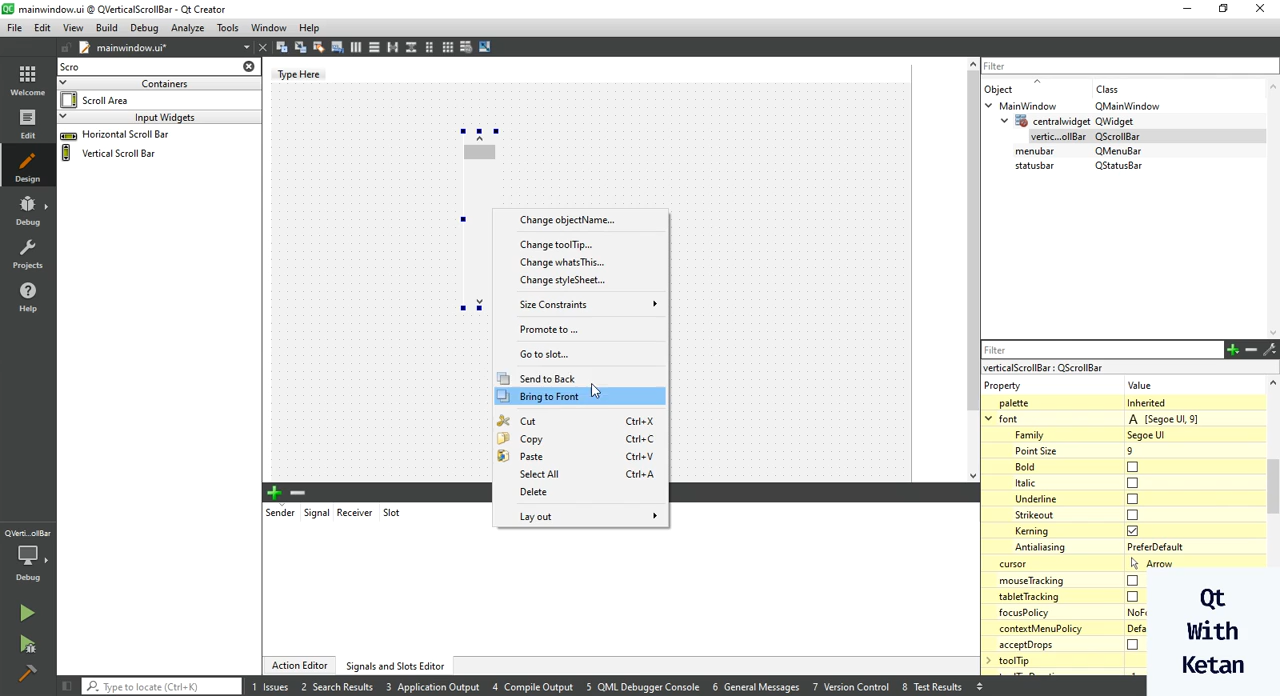 mainwindow.ui @ QVerticalScrollBar - Qt Creator
File Edit View Build Debug Analyze Tools Window Help
mainwindow.ui*
Scro
Containers
Scroll Area
Input Widgets
Horizontal Scroll Bar
Vertical Scroll Bar
Welcome
Edit
Design
Debug
Projects
Help
QVerti...ollBar
Debug
Type Here
Change objectName...
Change toolTip...
Change whatsThis...
Change styleSheet...
Size Constraints
Promote to ...
Go to slot...
Send to Back
Bring to Front
Cut Ctrl+X
Copy Ctrl+C
Paste Ctrl+V
Select All Ctrl+A
Delete
Lay out
Sender Signal Receiver Slot
Action Editor Signals and Slots Editor
Filter
Object Class
MainWindow QMainWindow
centralwidget QWidget
vertic...ollBar QScrollBar
menubar QMenuBar
statusbar QStatusBar
Filter
verticalScrollBar : QScrollBar
Property Value
palette Inherited
font A [Segoe UI, 9]
Family Segoe UI
Point Size 9
Bold
Italic
Underline
Strikeout
Kerning
Antialiasing PreferDefault
cursor Arrow
mouseTracking
tabletTracking
focusPolicy NoF
contextMenuPolicy Defa
acceptDrops
toolTip
Qt
With
Ketan
Type to locate (Ctrl+K) 1 Issues 2 Search Results 3 Application Output 4 Compile Output 5 QML Debugger Console 6 General Messages 7 Version Control 8 Test Results